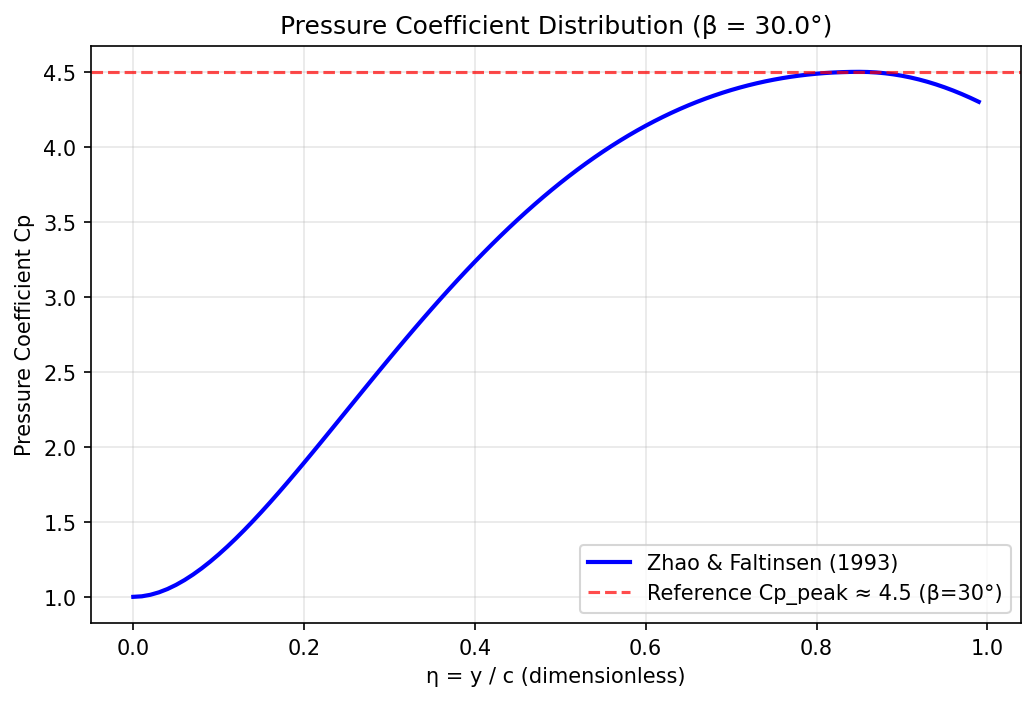 Pressure Coefficient Distribution (β = 30.0°)
Pressure Coefficient Cp
4.5
4.0
3.5
3.0
2.5
2.0
1.5
1.0
Zhao & Faltinsen (1993)
Reference Cp_peak ≈ 4.5 (β=30°)
0.0 0.2 0.4 0.6 0.8 1.0
η = y / c (dimensionless)